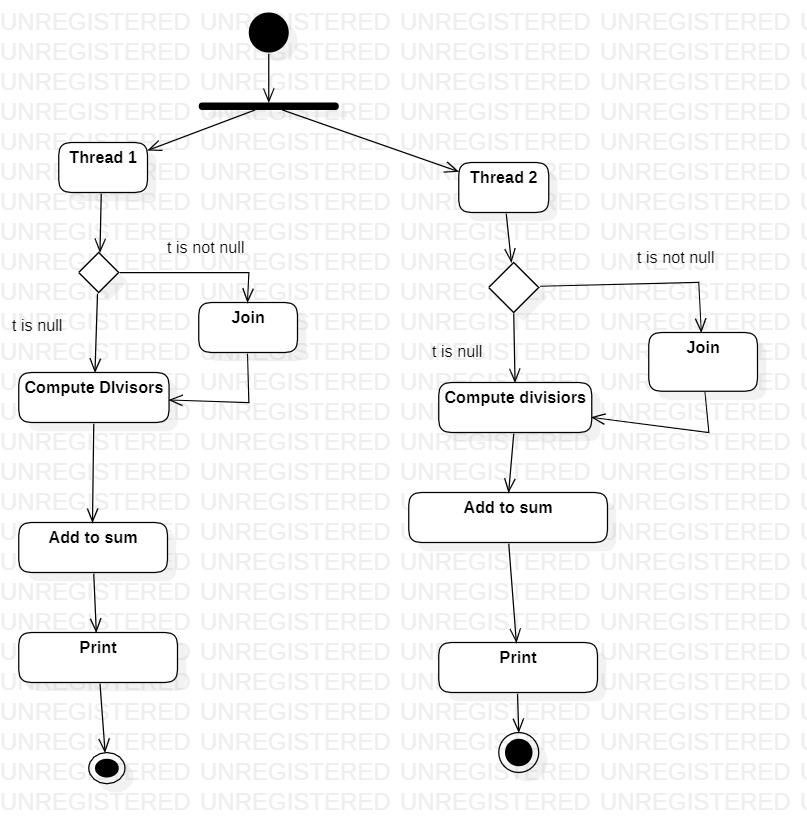 Thread 1
Thread 2
t is not null
t is not null
Join
t is null
Join
t is null
Compute DIvisors
Compute divisiors
Add to sum
Add to sum
Print
Print
UNREGISTERED